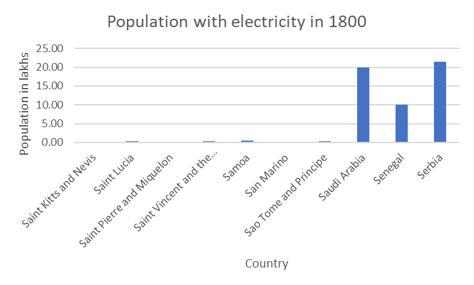 Population with electricity in 1800
Population in lakhs
25.00
20.00
15.00
10.00
5.00
0.00
Saint Kitts and Nevis
Saint Lucia
Saint Pierre and Miquelon
Saint Vincent and the...
Samoa
San Marino
Sao Tome and Principe
Saudi Arabia
Senegal
Serbia
Country